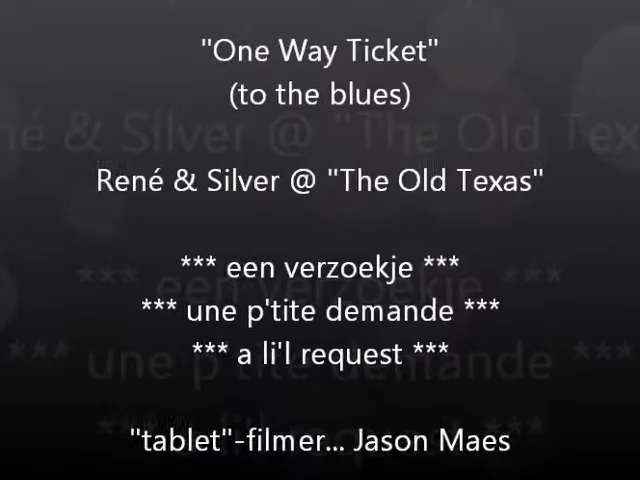 "One Way Ticket"
(to the blues)
René & Silver @ "The Old Texas"
*** een verzoekje ***
*** une p'tite demande ***
*** a li'l request ***
"tablet"-filmer... Jason Maes